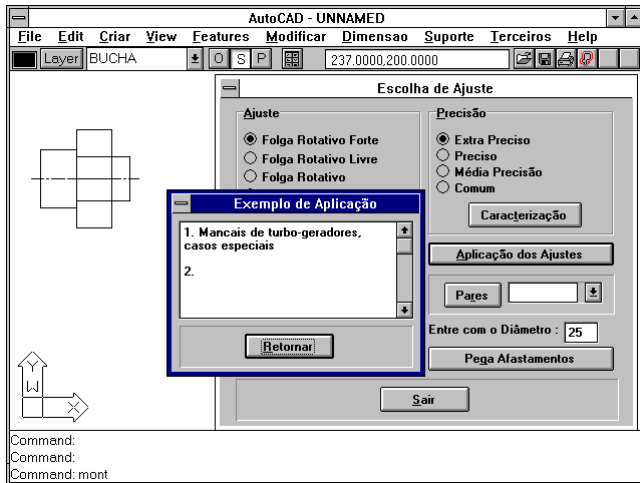 AutoCAD - UNNAMED
File Edit Criar View Features Modificar Dimensao Suporte Terceiros Help
Layer BUCHA O S P 237.0000,200.0000
Escolha de Ajuste
Ajuste
Folga Rotativo Forte
Folga Rotativo Livre
Folga Rotativo
Precisão
Extra Preciso
Preciso
Média Precisão
Comum
Caracterização
Exemplo de Aplicação
1. Mancais de turbo-geradores,
casos especiais
2.
Retornar
Aplicação dos Ajustes
Pares
Entre com o Diâmetro : 25
Pega Afastamentos
Sair
Y
W
X
Command:
Command:
Command: mont